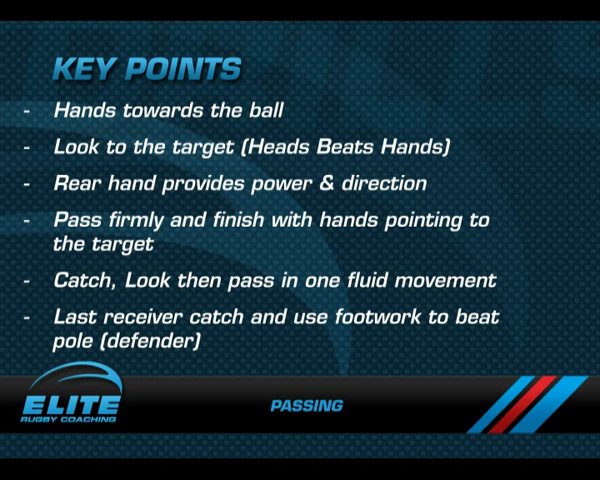 KEY POINTS
- Hands towards the ball
- Look to the target (Heads Beats Hands)
- Rear hand provides power & direction
- Pass firmly and finish with hands pointing to
the target
- Catch, Look then pass in one fluid movement
- Last receiver catch and use footwork to beat
pole (defender)
ELITE
RUGBY COACHING
PASSING